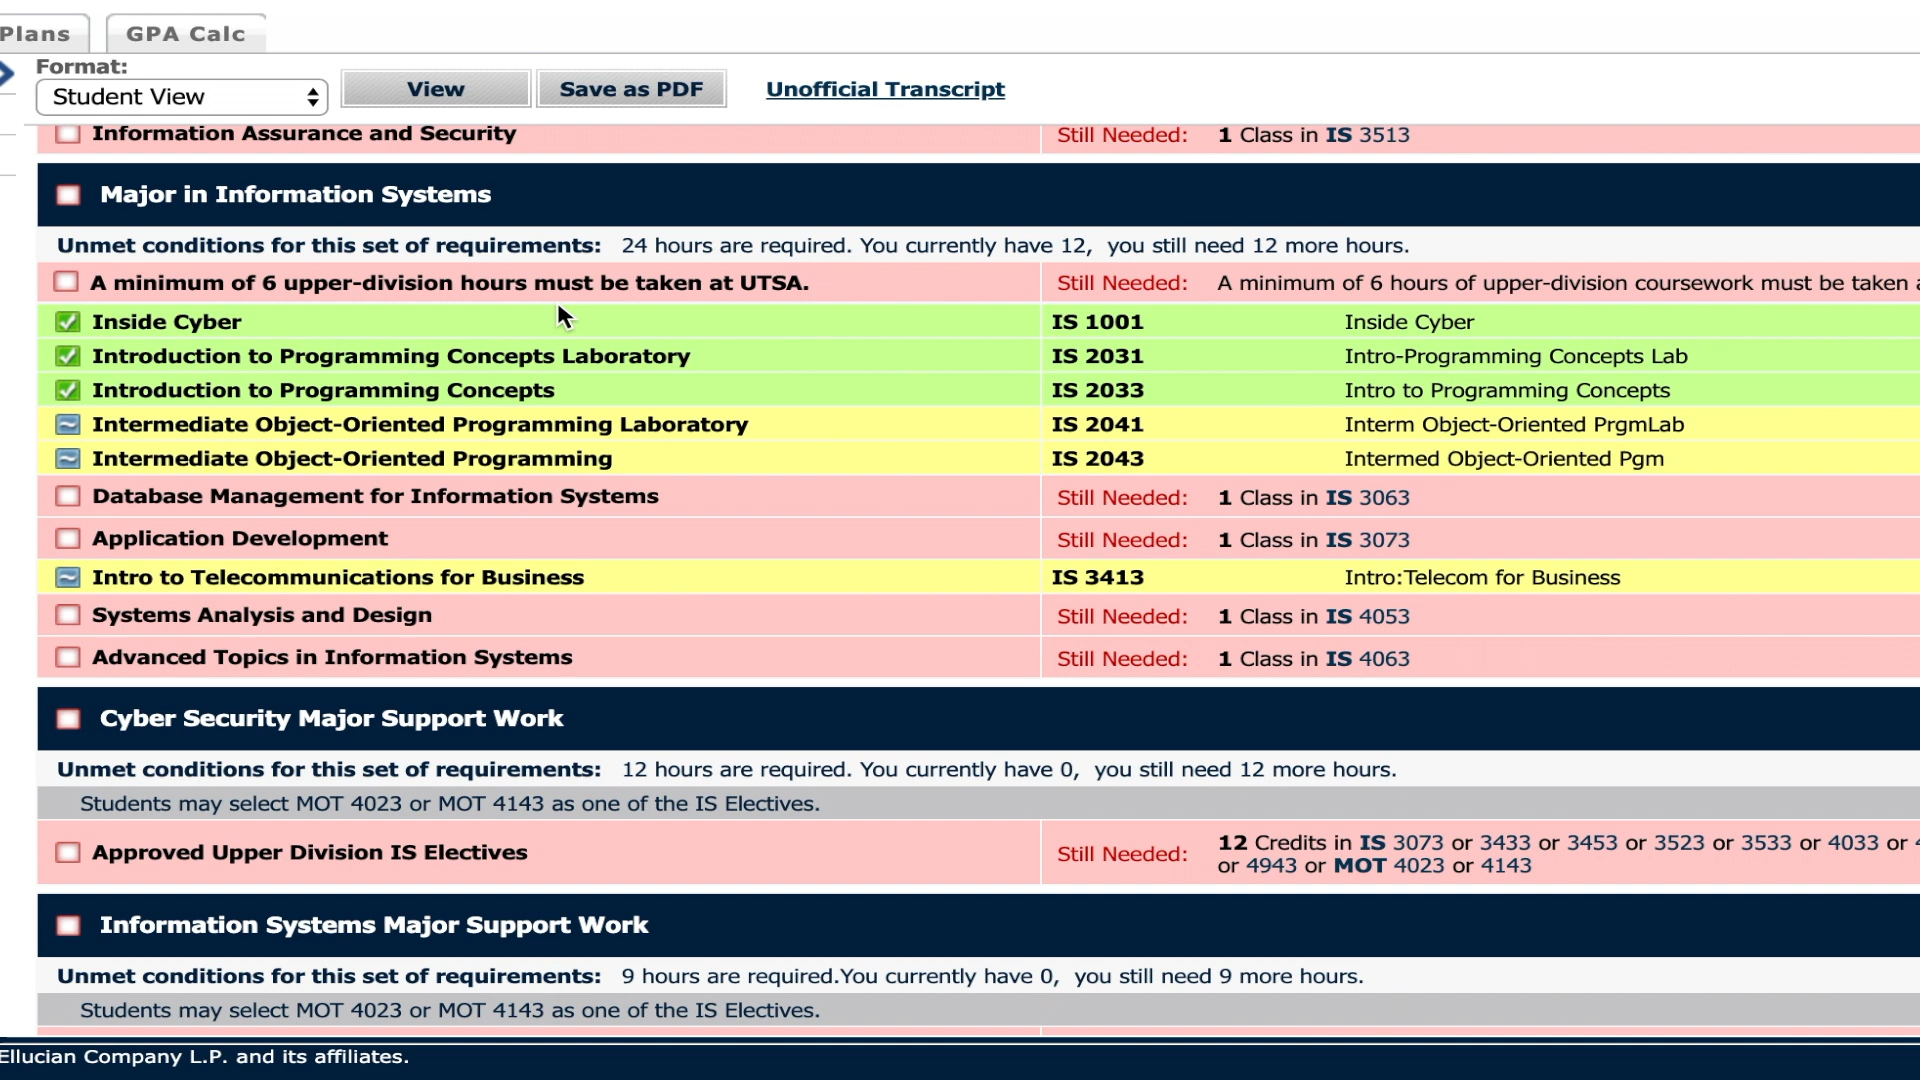 Plans GPA Calc
Format:
Student View View Save as PDF Unofficial Transcript
Information Assurance and Security Still Needed: 1 Class in IS 3513
Major in Information Systems
Unmet conditions for this set of requirements: 24 hours are required. You currently have 12, you still need 12 more hours.
A minimum of 6 upper-division hours must be taken at UTSA. Still Needed: A minimum of 6 hours of upper-division coursework must be taken
Inside Cyber IS 1001 Inside Cyber
Introduction to Programming Concepts Laboratory IS 2031 Intro-Programming Concepts Lab
Introduction to Programming Concepts IS 2033 Intro to Programming Concepts
Intermediate Object-Oriented Programming Laboratory IS 2041 Interm Object-Oriented PrgmLab
Intermediate Object-Oriented Programming IS 2043 Intermed Object-Oriented Pgm
Database Management for Information Systems Still Needed: 1 Class in IS 3063
Application Development Still Needed: 1 Class in IS 3073
Intro to Telecommunications for Business IS 3413 Intro:Telecom for Business
Systems Analysis and Design Still Needed: 1 Class in IS 4053
Advanced Topics in Information Systems Still Needed: 1 Class in IS 4063
Cyber Security Major Support Work
Unmet conditions for this set of requirements: 12 hours are required. You currently have 0, you still need 12 more hours.
Students may select MOT 4023 or MOT 4143 as one of the IS Electives.
Approved Upper Division IS Electives Still Needed: 12 Credits in IS 3073 or 3433 or 3453 or 3523 or 3533 or 4033 or
or 4943 or MOT 4023 or 4143
Information Systems Major Support Work
Unmet conditions for this set of requirements: 9 hours are required.You currently have 0, you still need 9 more hours.
Students may select MOT 4023 or MOT 4143 as one of the IS Electives.
Ellucian Company L.P. and its affiliates.